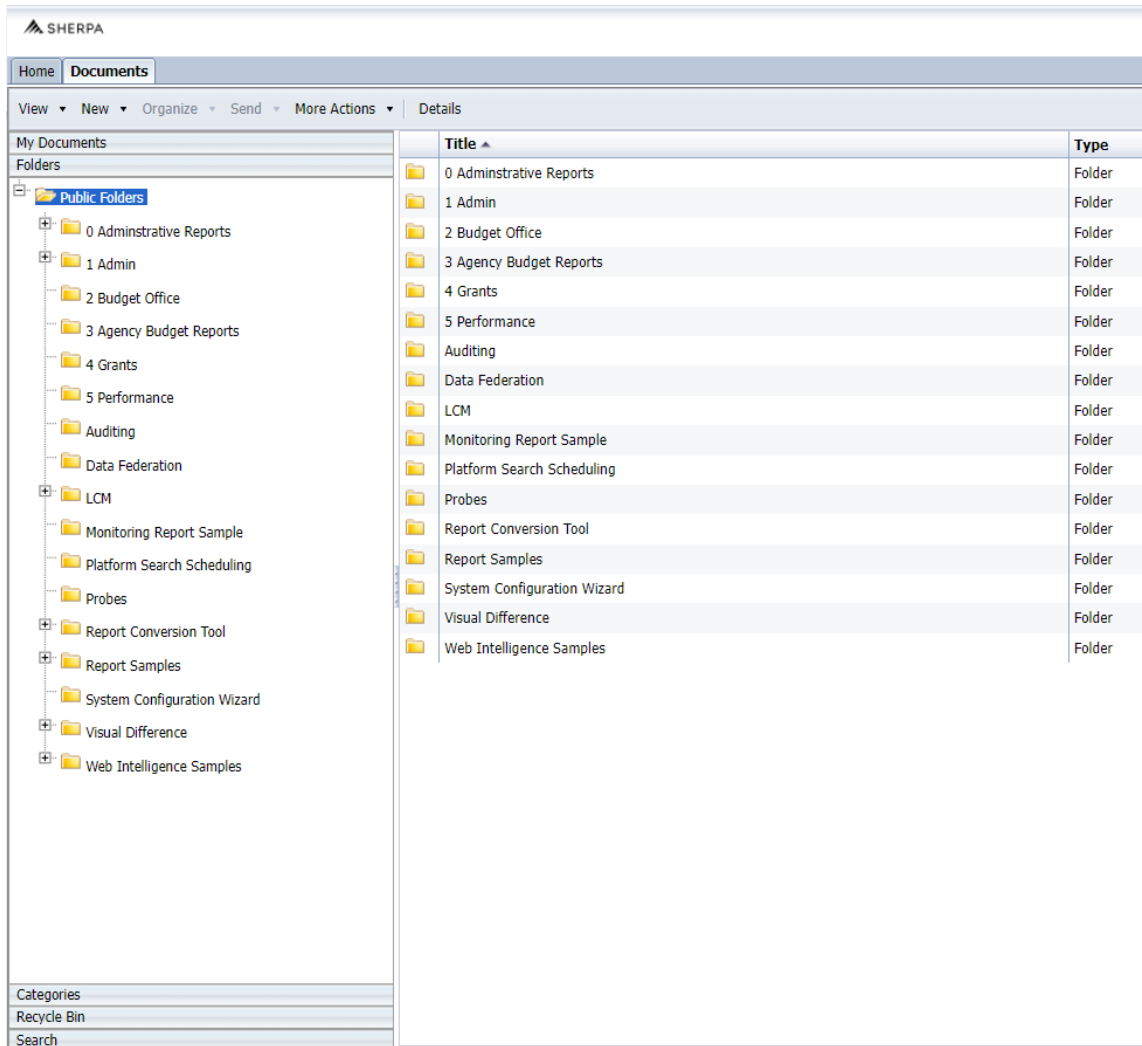 SHERPA
Home Documents
View New Organize Send More Actions Details
My Documents
Folders
Public Folders
0 Adminstrative Reports
1 Admin
2 Budget Office
3 Agency Budget Reports
4 Grants
5 Performance
Auditing
Data Federation
LCM
Monitoring Report Sample
Platform Search Scheduling
Probes
Report Conversion Tool
Report Samples
System Configuration Wizard
Visual Difference
Web Intelligence Samples
Categories
Recycle Bin
Search
Title Type
0 Adminstrative Reports Folder
1 Admin Folder
2 Budget Office Folder
3 Agency Budget Reports Folder
4 Grants Folder
5 Performance Folder
Auditing Folder
Data Federation Folder
LCM Folder
Monitoring Report Sample Folder
Platform Search Scheduling Folder
Probes Folder
Report Conversion Tool Folder
Report Samples Folder
System Configuration Wizard Folder
Visual Difference Folder
Web Intelligence Samples Folder